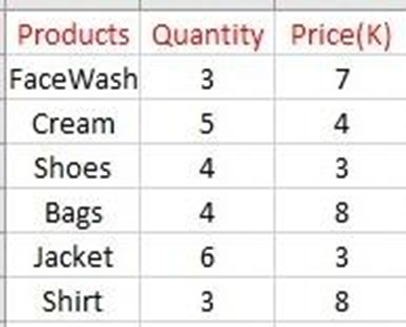 Products Quantity Price(K)
FaceWash 3 7
Cream 5 4
Shoes 4 3
Bags 4 8
Jacket 6 3
Shirt 3 8